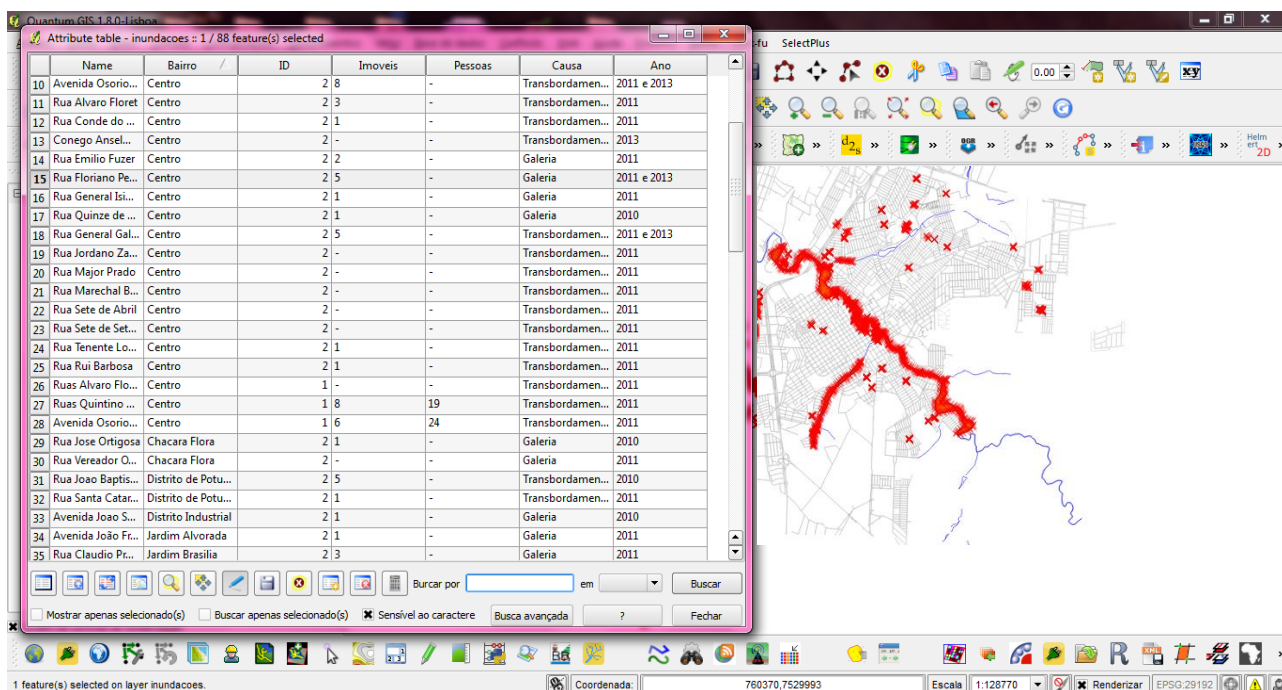 Quantum GIS 1.8.0-Lisboa
Attribute table - inundacoes :: 1 / 88 feature(s) selected
-fu SelectPlus
Name Bairro ID Imoveis Pessoas Causa Ano
10 Avenida Osorio... Centro 2 8 - Transbordamen... 2011 e 2013
11 Rua Alvaro Floret Centro 2 3 - Transbordamen... 2011
12 Rua Conde do ... Centro 2 1 - Transbordamen... 2011
13 Conego Ansel... Centro 2 - - Transbordamen... 2013
14 Rua Emilio Fuzer Centro 2 2 - Galeria 2011
15 Rua Floriano Pe... Centro 2 5 - Galeria 2011 e 2013
16 Rua General Isi... Centro 2 1 - Galeria 2011
17 Rua Quinze de ... Centro 2 1 - Galeria 2010
18 Rua General Gal... Centro 2 5 - Transbordamen... 2011 e 2013
19 Rua Jordano Za... Centro 2 - - Transbordamen... 2011
20 Rua Major Prado Centro 2 - - Transbordamen... 2011
21 Rua Marechal B... Centro 2 - - Transbordamen... 2011
22 Rua Sete de Abril Centro 2 - - Transbordamen... 2011
23 Rua Sete de Set... Centro 2 - - Transbordamen... 2011
24 Rua Tenente Lo... Centro 2 1 - Transbordamen... 2011
25 Rua Rui Barbosa Centro 2 1 - Transbordamen... 2011
26 Ruas Alvaro Flo... Centro 1 - - Transbordamen... 2011
27 Ruas Quintino ... Centro 1 8 19 Transbordamen... 2011
28 Avenida Osorio... Centro 1 6 24 Transbordamen... 2011
29 Rua Jose Ortigosa Chacara Flora 2 1 - Galeria 2010
30 Rua Vereador O... Chacara Flora 2 - - Galeria 2011
31 Rua Joao Baptis... Distrito de Potu... 2 5 - Transbordamen... 2010
32 Rua Santa Catar... Distrito de Potu... 2 1 - Transbordamen... 2011
33 Avenida Joao S... Distrito Industrial 2 1 - Galeria 2010
34 Avenida João Fr... Jardim Alvorada 2 1 - Galeria 2011
35 Rua Claudio Pr... Jardim Brasilia 2 3 - Galeria 2011
0.00
xy
d2s
OGR
Helm
ert
2D
Burcar por em Buscar
Mostrar apenas selecionado(s) Buscar apenas selecionado(s) Sensível ao caractere Busca avançada ? Fechar
R
1 feature(s) selected on layer inundacoes. Coordenada: 760370,7529993 Escala 1:128770 Renderizar EPSG:29192